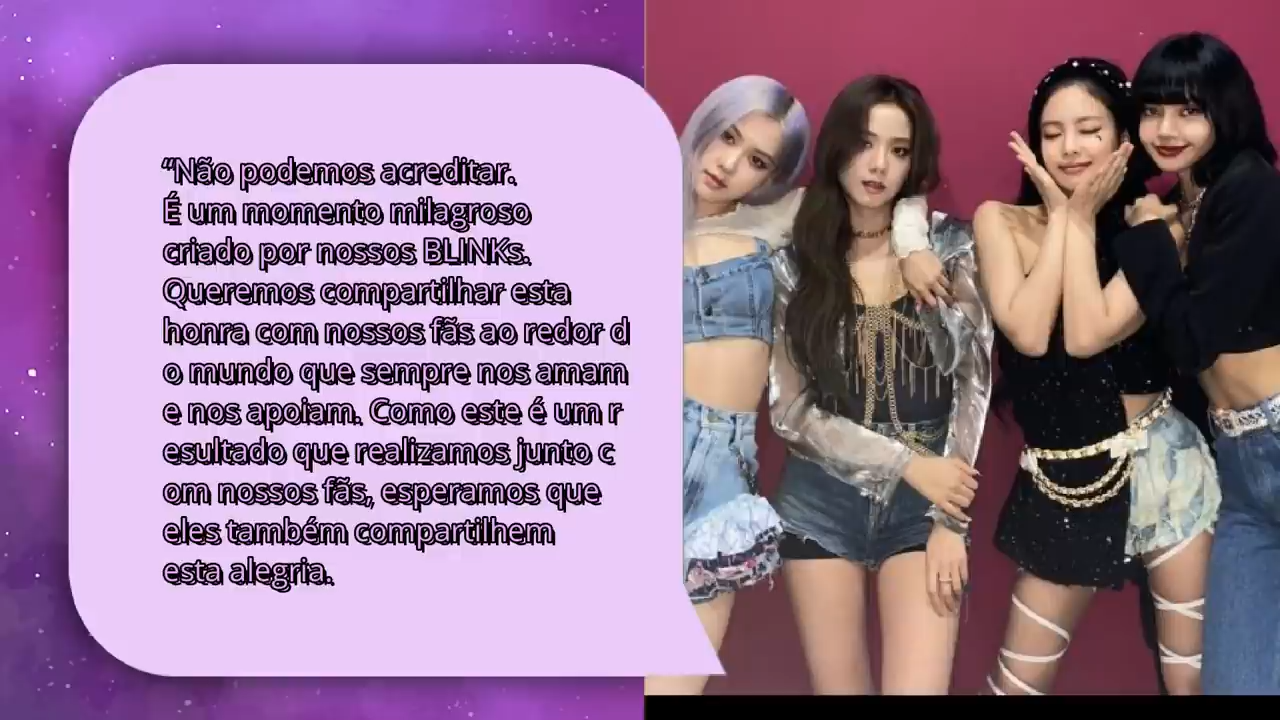 “Não podemos acreditar.
É um momento milagroso
criado por nossos BLINKs.
Queremos compartilhar esta
honra com nossos fãs ao redor d
o mundo que sempre nos amam
e nos apoiam. Como este é um r
esultado que realizamos junto c
om nossos fãs, esperamos que
eles também compartilhem
esta alegria.